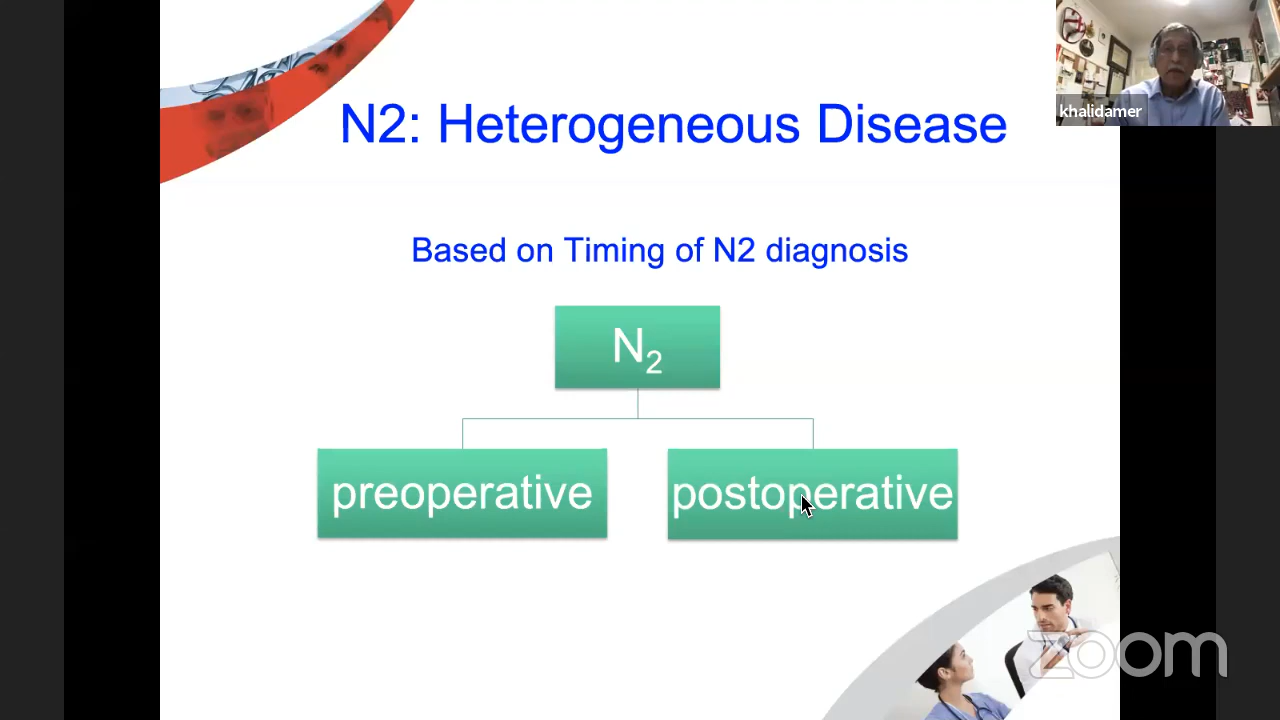 khalidamer
N2: Heterogeneous Disease
Based on Timing of N2 diagnosis
N2
preoperative
postoperative
zoom